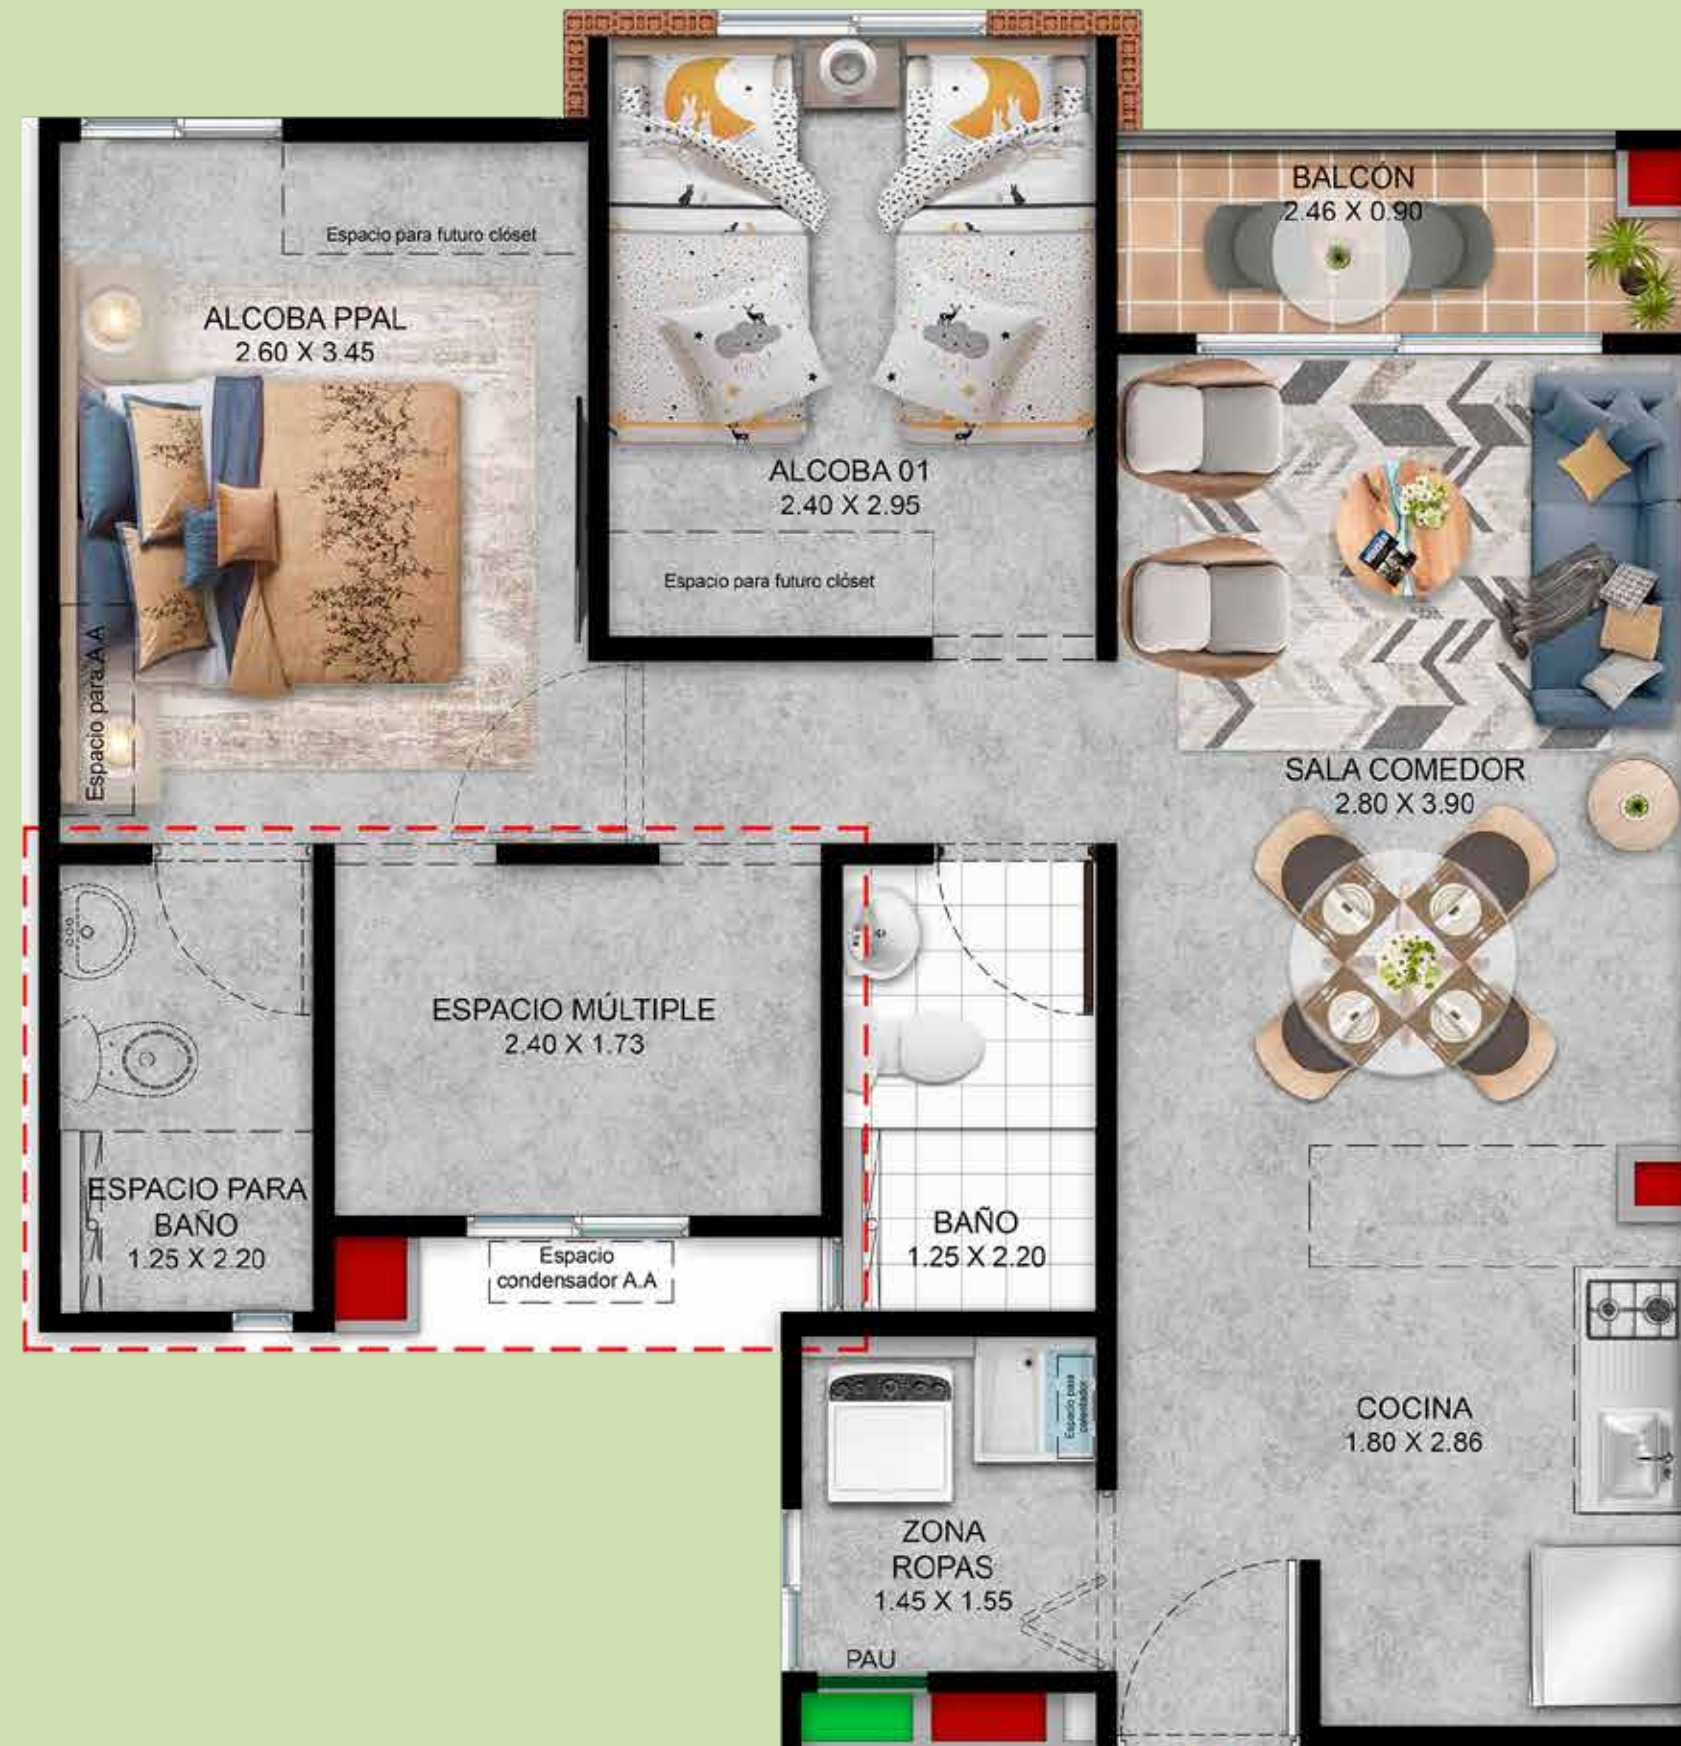 BALCÓN
2.46 X 0.90
Espacio para futuro clóset
ALCOBA PPAL
2.60 X 3.45
ALCOBA 01
2.40 X 2.95
Espacio para futuro clóset
Espacio para A.A
SALA COMEDOR
2.80 X 3.90
ESPACIO MÚLTIPLE
2.40 X 1.73
ESPACIO PARA
BAÑO
1.25 X 2.20
BAÑO
1.25 X 2.20
Espacio
condensador A.A
Espacio para
calentador
COCINA
1.80 X 2.86
ZONA
ROPAS
1.45 X 1.55
PAU